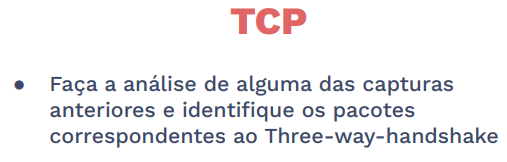 TCP
● Faça a análise de alguma das capturas
anteriores e identifique os pacotes
correspondentes ao Three-way-handshake